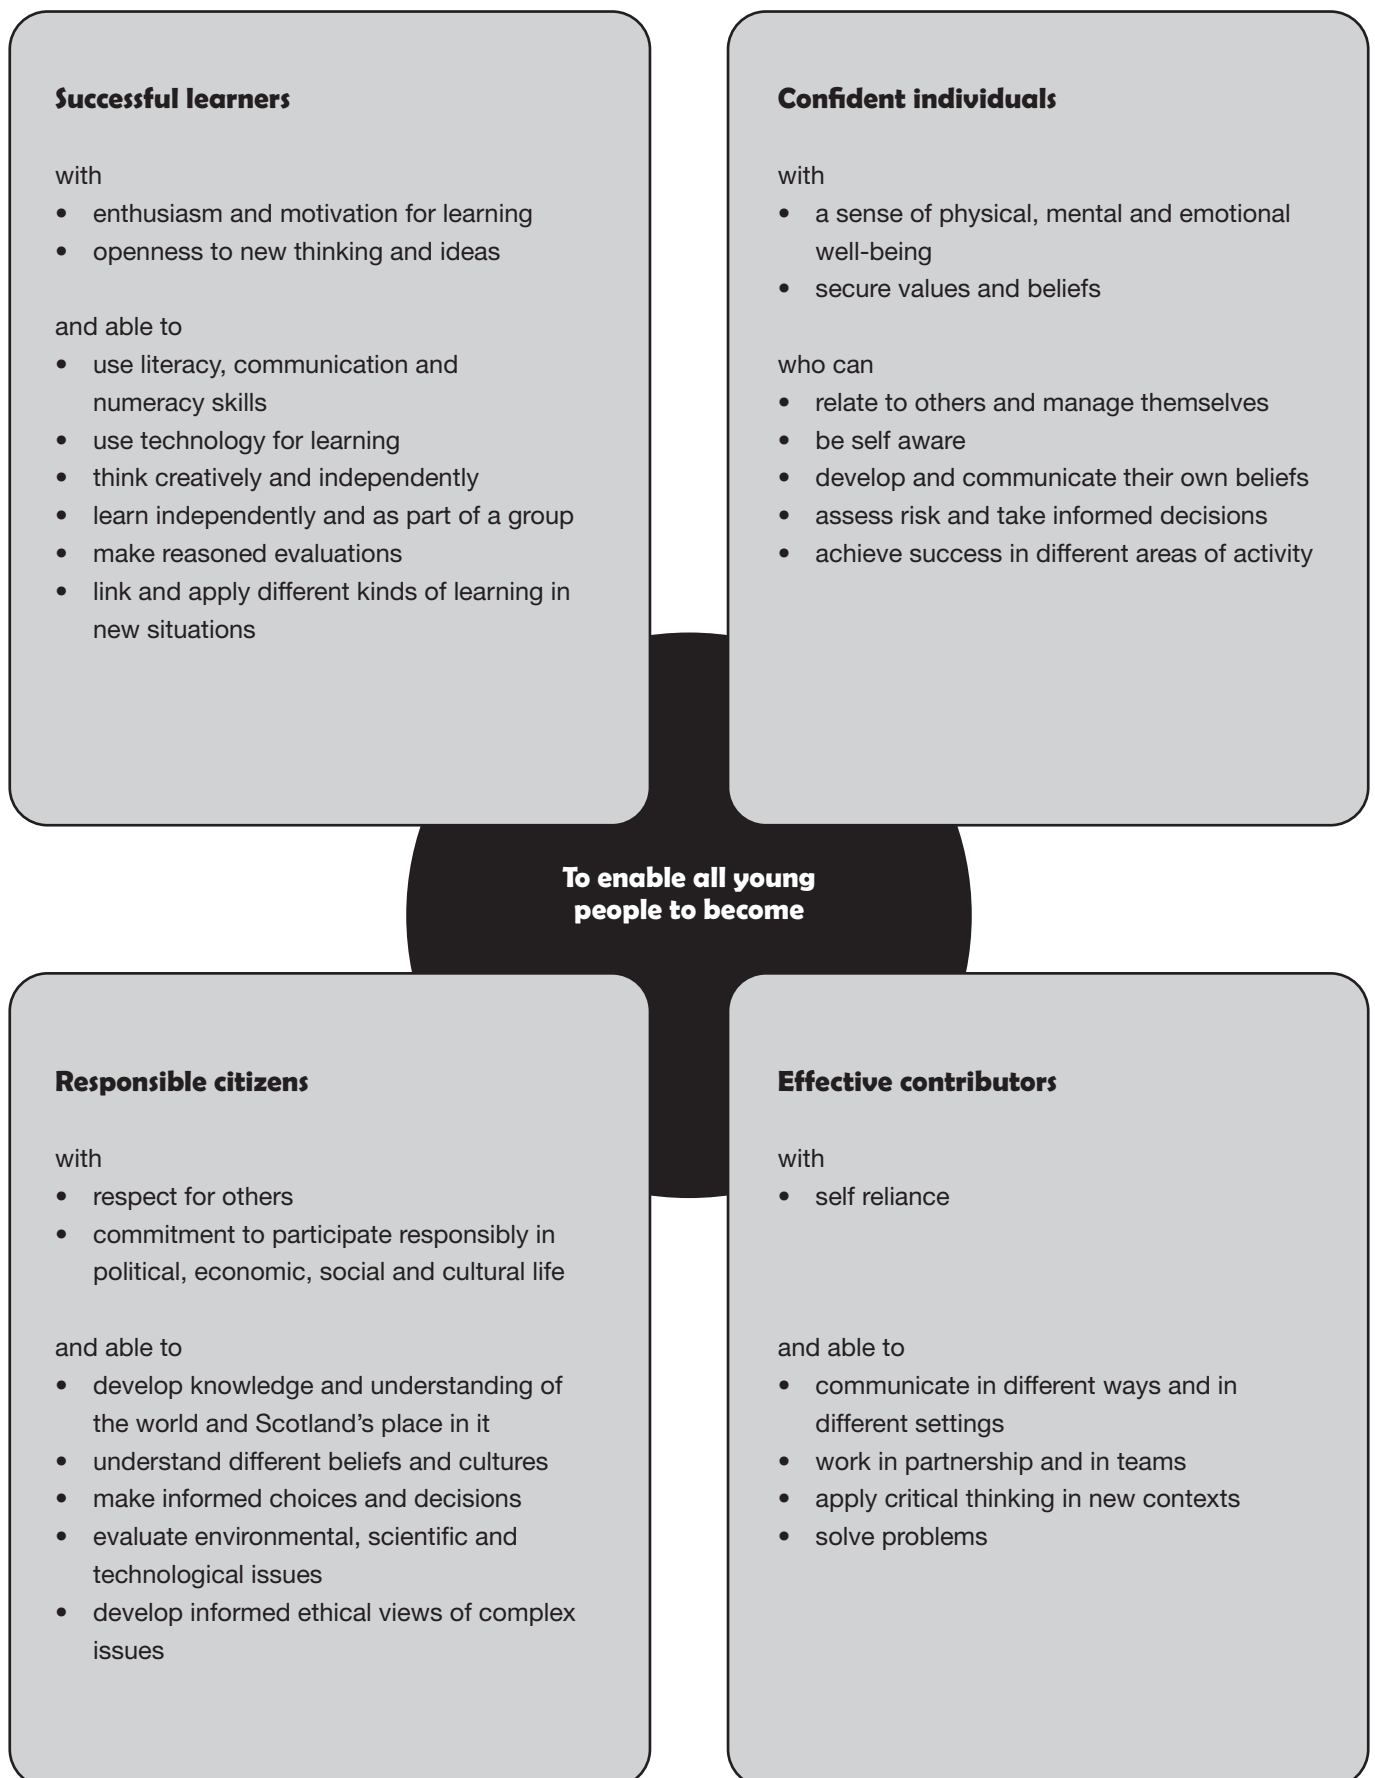 Successful learners
with
• enthusiasm and motivation for learning
• openness to new thinking and ideas
and able to
• use literacy, communication and
numeracy skills
• use technology for learning
• think creatively and independently
• learn independently and as part of a group
• make reasoned evaluations
• link and apply different kinds of learning in
new situations
Confident individuals
with
• a sense of physical, mental and emotional
well-being
• secure values and beliefs
who can
• relate to others and manage themselves
• be self aware
• develop and communicate their own beliefs
• assess risk and take informed decisions
• achieve success in different areas of activity
To enable all young
people to become
Responsible citizens
with
• respect for others
• commitment to participate responsibly in
political, economic, social and cultural life
and able to
• develop knowledge and understanding of
the world and Scotland’s place in it
• understand different beliefs and cultures
• make informed choices and decisions
• evaluate environmental, scientific and
technological issues
• develop informed ethical views of complex
issues
Effective contributors
with
• self reliance
and able to
• communicate in different ways and in
different settings
• work in partnership and in teams
• apply critical thinking in new contexts
• solve problems